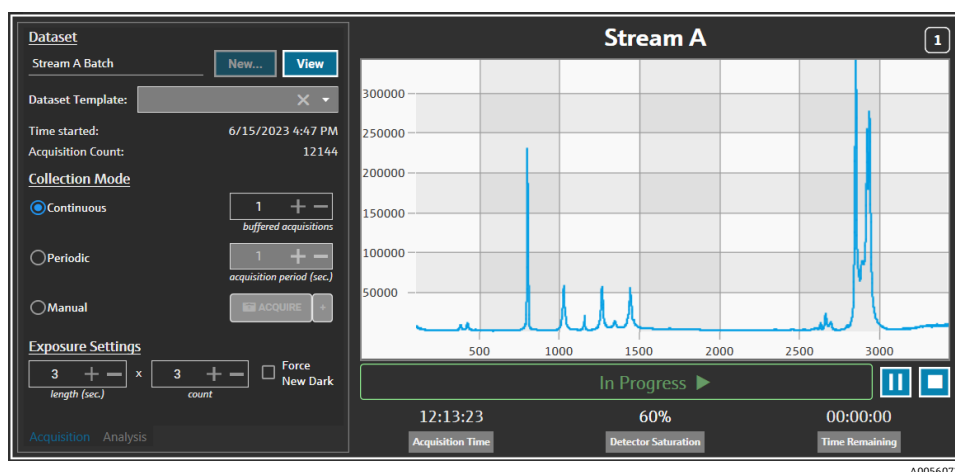 Dataset
Stream A Batch New... View
Dataset Template:
Time started: 6/15/2023 4:47 PM
Acquisition Count: 12144
Collection Mode
Continuous 1 + −
buffered acquisitions
Periodic 1 + −
acquisition period (sec.)
Manual ACQUIRE +
Exposure Settings
3 + − x 3 + − Force New Dark
length (sec.) count
Acquisition Analysis
Stream A 1
300000
250000
200000
150000
100000
50000
500 1000 1500 2000 2500 3000
In Progress
12:13:23 60% 00:00:00
Acquisition Time Detector Saturation Time Remaining